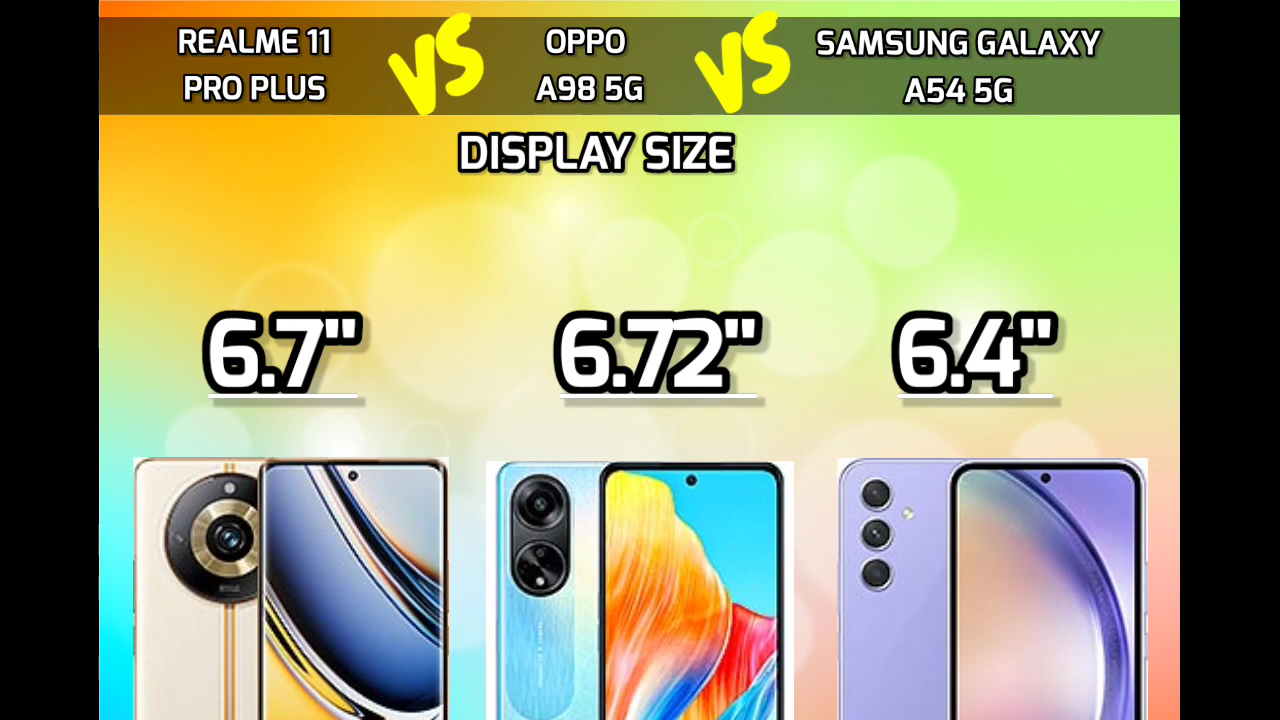 REALME 11
PRO PLUS
VS
OPPO
A98 5G
VS
SAMSUNG GALAXY
A54 5G
DISPLAY SIZE
6.7"
6.72"
6.4"